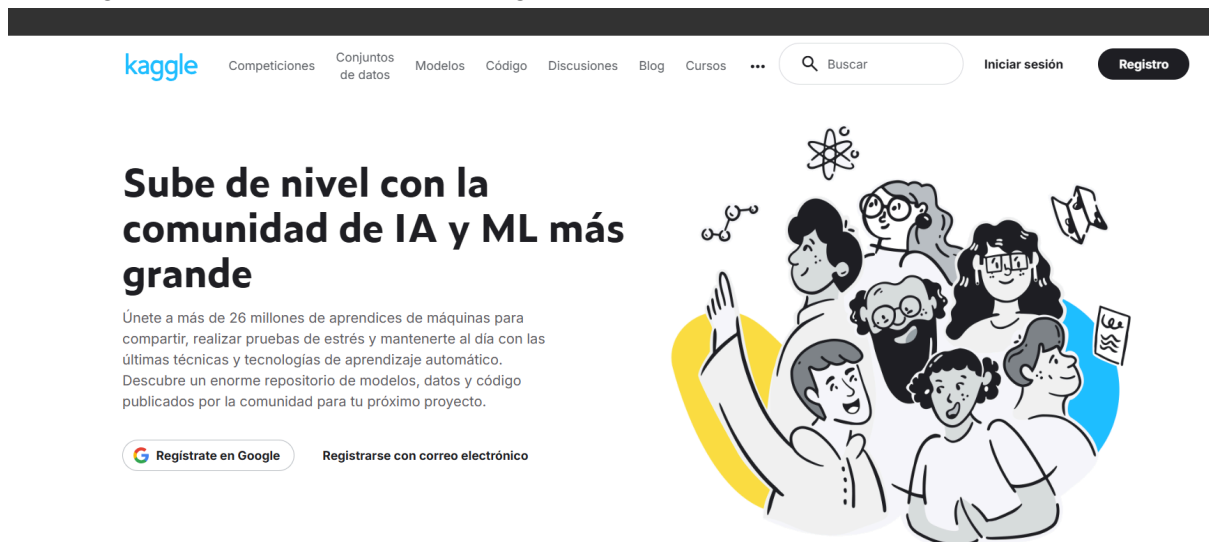 kaggle
Competiciones
Conjuntos
de datos
Modelos
Código
Discusiones
Blog
Cursos
•••
Buscar
Iniciar sesión
Registro
Sube de nivel con la
comunidad de IA y ML más
grande
Únete a más de 26 millones de aprendices de máquinas para
compartir, realizar pruebas de estrés y mantenerte al día con las
últimas técnicas y tecnologías de aprendizaje automático.
Descubre un enorme repositorio de modelos, datos y código
publicados por la comunidad para tu próximo proyecto.
G Regístrate en Google
Registrarse con correo electrónico